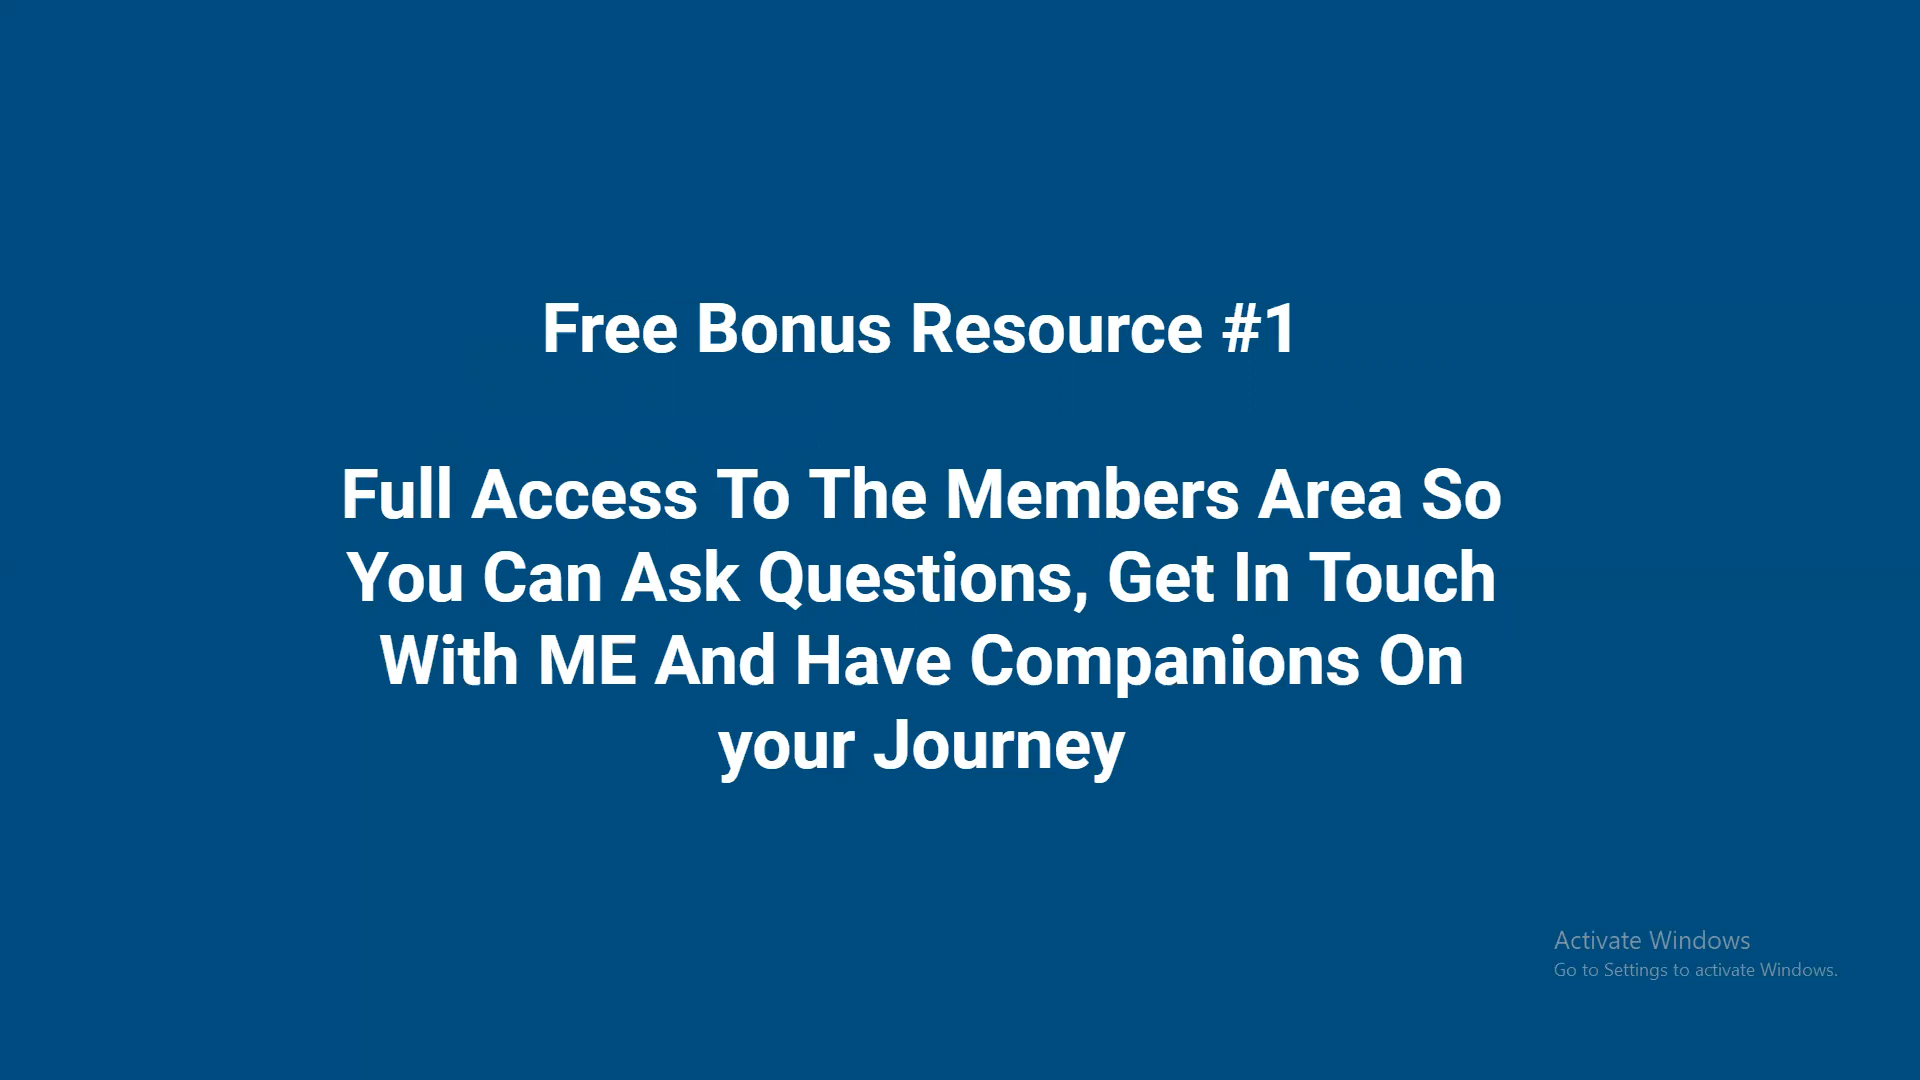 Free Bonus Resource #1
Full Access To The Members Area So
You Can Ask Questions, Get In Touch
With ME And Have Companions On
your Journey
Activate Windows
Go to Settings to activate Windows.